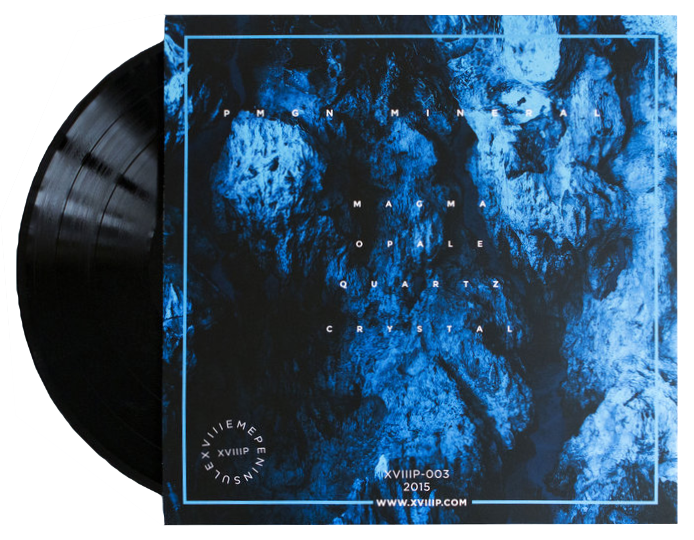 PMGN MINERAL
MAGMA
OPALE
QUARTZ
CRYSTAL
XVIIIEMEPENINSULE
XVIIIP
XVIIIP-003
2015
WWW.XVIIIP.COM